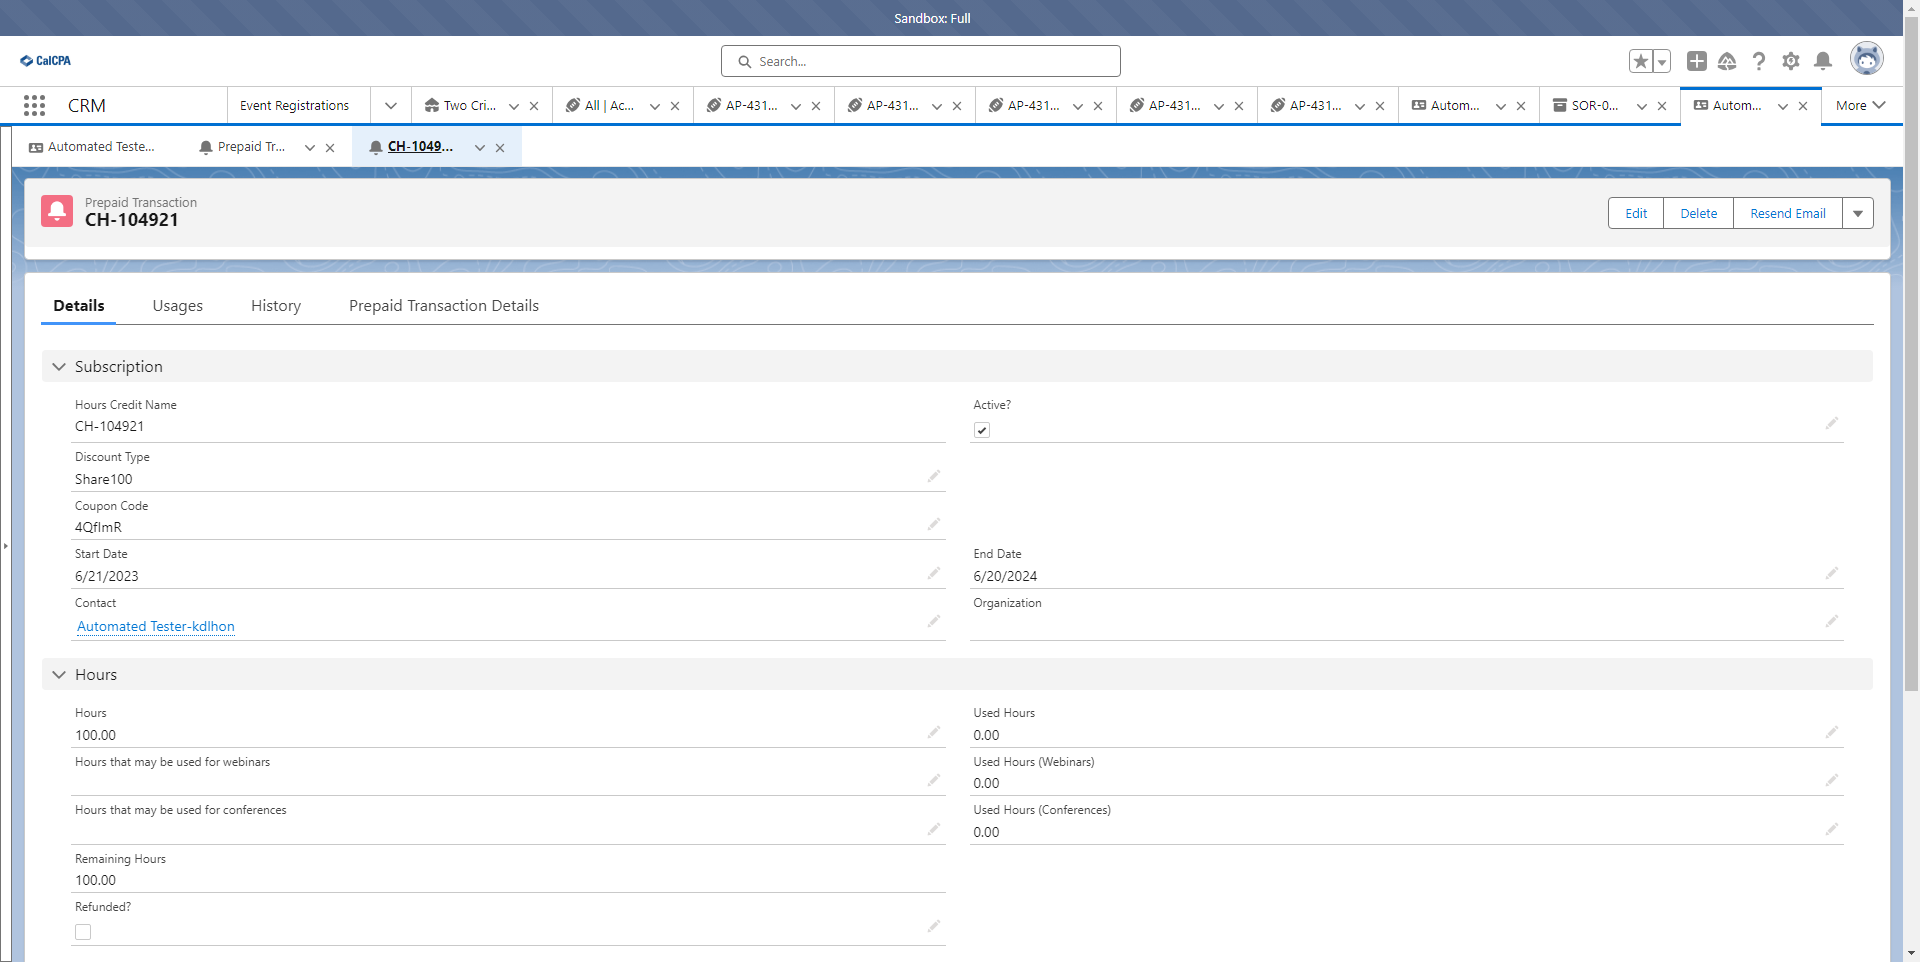 Sandbox: Full
CalCPA
Search...
CRM
Event Registrations
Two Cri...
All | Ac...
AP-431...
AP-431...
AP-431...
AP-431...
AP-431...
Autom...
SOR-0...
Autom...
More
Automated Teste...
Prepaid Tr...
CH-1049...
Prepaid Transaction
CH-104921
Edit
Delete
Resend Email
Details
Usages
History
Prepaid Transaction Details
Subscription
Hours Credit Name
CH-104921
Active?
Discount Type
Share100
Coupon Code
4QfImR
Start Date
6/21/2023
End Date
6/20/2024
Contact
Automated Tester-kdlhon
Organization
Hours
Hours
100.00
Used Hours
0.00
Hours that may be used for webinars
Used Hours (Webinars)
0.00
Hours that may be used for conferences
Used Hours (Conferences)
0.00
Remaining Hours
100.00
Refunded?